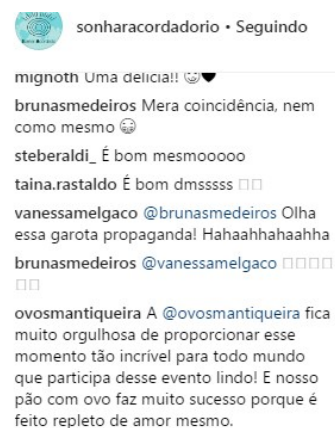 sonharacordadorio • Seguindo
mignoth Uma delícia!! 😋🖤
brunasmedeiros Mera coincidência, nem
como mesmo
steberaldi_ É bom mesmooooo
taina.rastaldo É bom dmsssss
vanessamelgaco @brunasmedeiros Olha
essa garota propaganda! Hahaahhahaahha
brunasmedeiros @vanessamelgaco
ovosmantiqueira A @ovosmantiqueira fica
muito orgulhosa de proporcionar esse
momento tão incrível para todo mundo
que participa desse evento lindo! E nosso
pão com ovo faz muito sucesso porque é
feito repleto de amor mesmo.